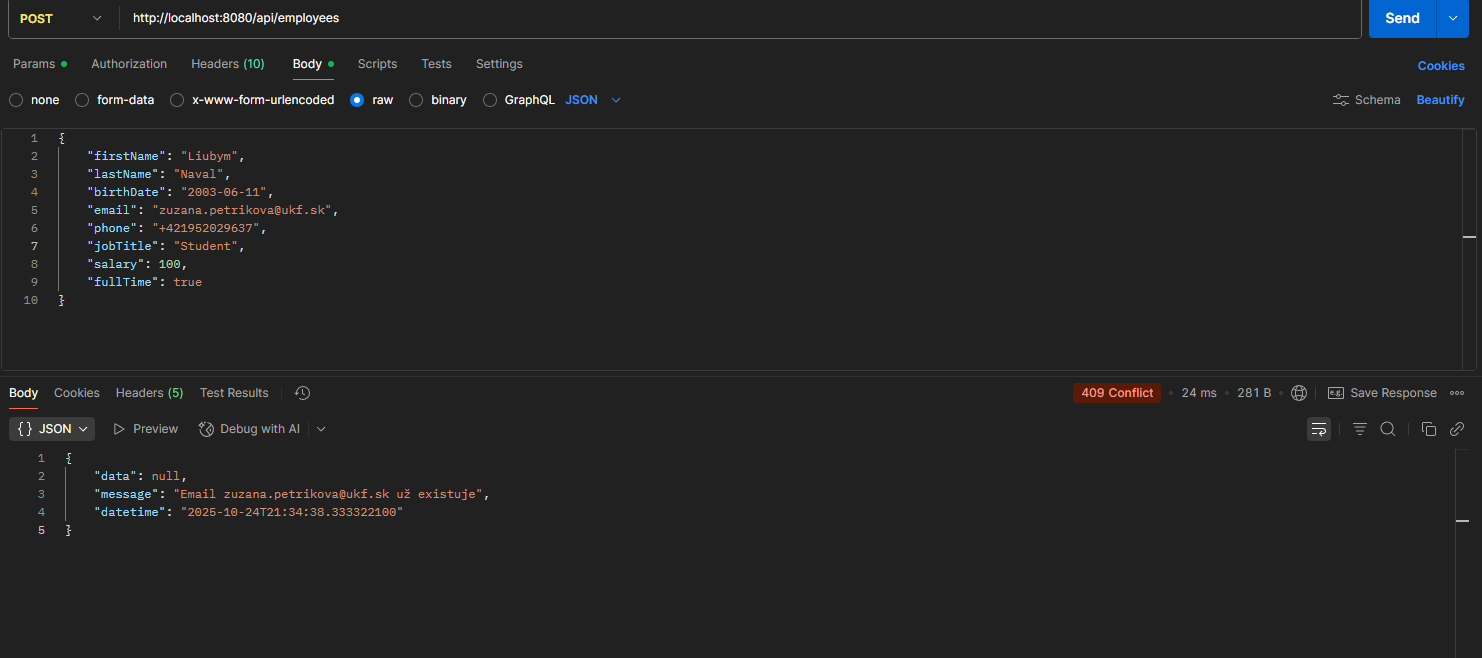 POST http://localhost:8080/api/employees Send
Params Authorization Headers (10) Body Scripts Tests Settings Cookies
none form-data x-www-form-urlencoded raw binary GraphQL JSON Schema Beautify
1 {
2 "firstName": "Liubym",
3 "lastName": "Naval",
4 "birthDate": "2003-06-11",
5 "email": "zuzana.petrikova@ukf.sk",
6 "phone": "+421952029637",
7 "jobTitle": "Student",
8 "salary": 100,
9 "fullTime": true
10 }
Body Cookies Headers (5) Test Results 409 Conflict • 24 ms • 281 B • e.g. Save Response
{} JSON Preview Debug with AI
1 {
2 "data": null,
3 "message": "Email zuzana.petrikova@ukf.sk už existuje",
4 "datetime": "2025-10-24T21:34:38.333322100"
5 }